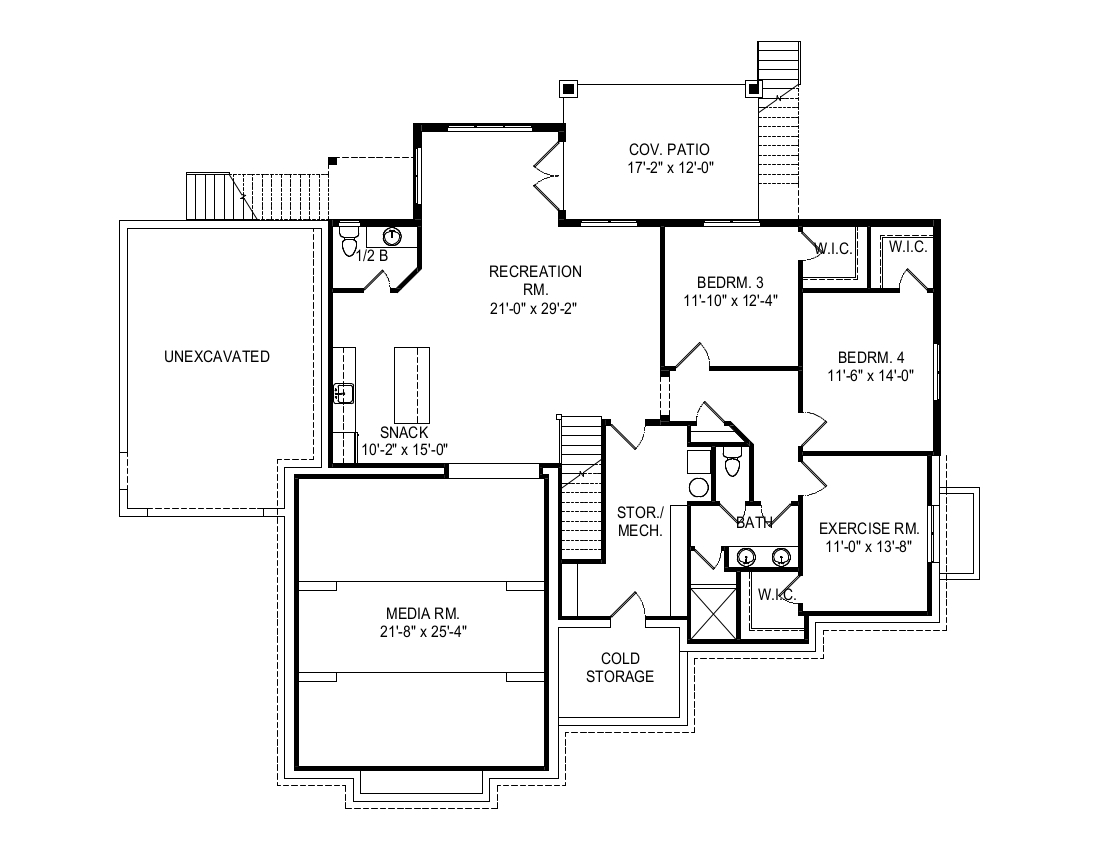 COV. PATIO
17'-2" x 12'-0"
1/2 B
W.I.C.
W.I.C.
RECREATION
RM.
21'-0" x 29'-2"
BEDRM. 3
11'-10" x 12'-4"
UNEXCAVATED
BEDRM. 4
11'-6" x 14'-0"
SNACK
10'-2" x 15'-0"
STOR./
MECH.
BATH
EXERCISE RM.
11'-0" x 13'-8"
W.I.C.
MEDIA RM.
21'-8" x 25'-4"
COLD
STORAGE